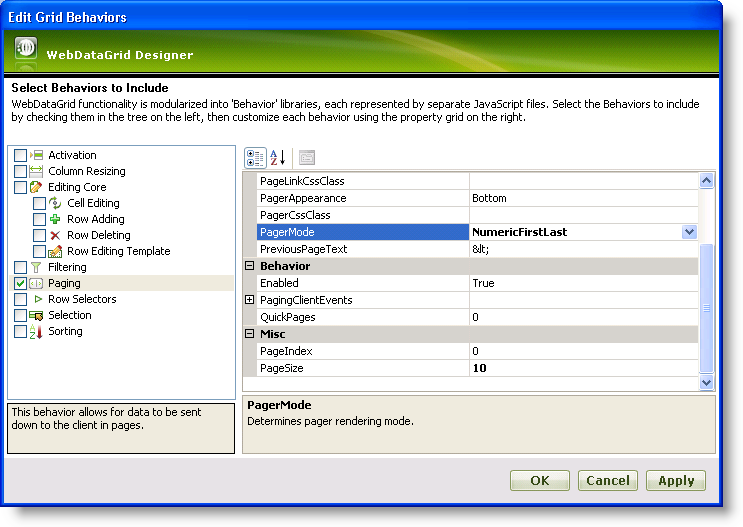 Edit Grid Behaviors
WebDataGrid Designer
Select Behaviors to Include
WebDataGrid functionality is modularized into 'Behavior' libraries, each represented by separate JavaScript files. Select the Behaviors to include
by checking them in the tree on the left, then customize each behavior using the property grid on the right.
Activation
Column Resizing
Editing Core
Cell Editing
Row Adding
Row Deleting
Row Editing Template
Filtering
Paging
Row Selectors
Selection
Sorting
This behavior allows for data to be sent
down to the client in pages.
PageLinkCssClass
PagerAppearance Bottom
PagerCssClass
PagerMode NumericFirstLast
PreviousPageText &lt;
Behavior
Enabled True
PagingClientEvents
QuickPages 0
Misc
PageIndex 0
PageSize 10
PagerMode
Determines pager rendering mode.
OK Cancel Apply